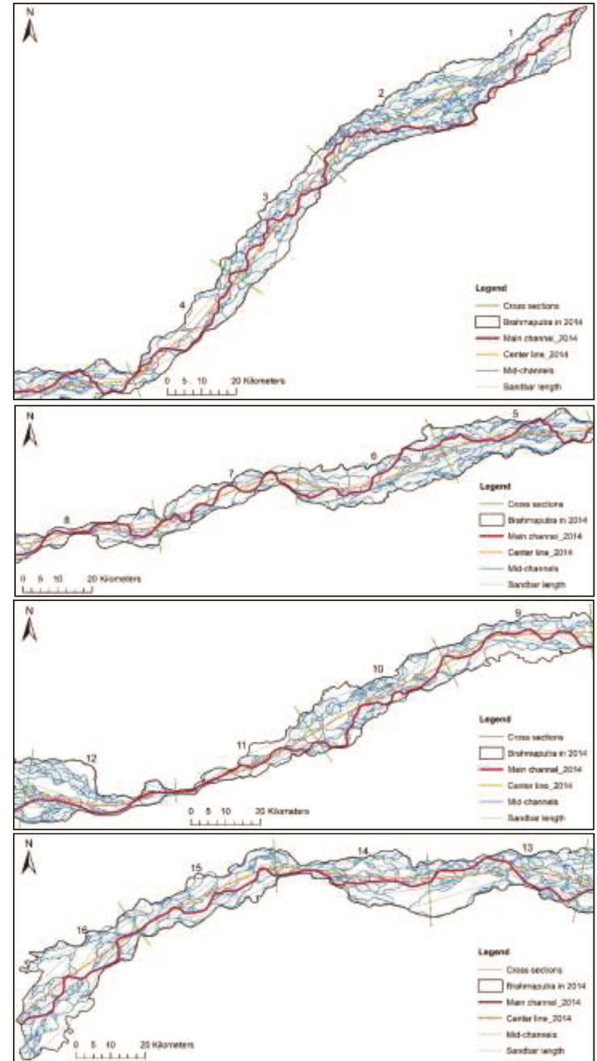 N
1
2
3
4
Legend
Cross sections
Brahmaputra in 2014
Main channel_2014
Center line_2014
Mid-channels
Sandbar length
0 5 10 20 Kilometers
N
5
6
7
8
Legend
Cross sections
Brahmaputra in 2014
Main channel_2014
Center line_2014
Mid-channels
Sandbar length
0 5 10 20 Kilometers
N
9
10
11
12
Legend
Cross sections
Brahmaputra in 2014
Main channel_2014
Center line_2014
Mid-channels
Sandbar length
0 5 10 20 Kilometers
N
13
14
15
16
Legend
Cross sections
Brahmaputra in 2014
Main channel_2014
Center line_2014
Mid-channels
Sandbar length
0 5 10 20 Kilometers